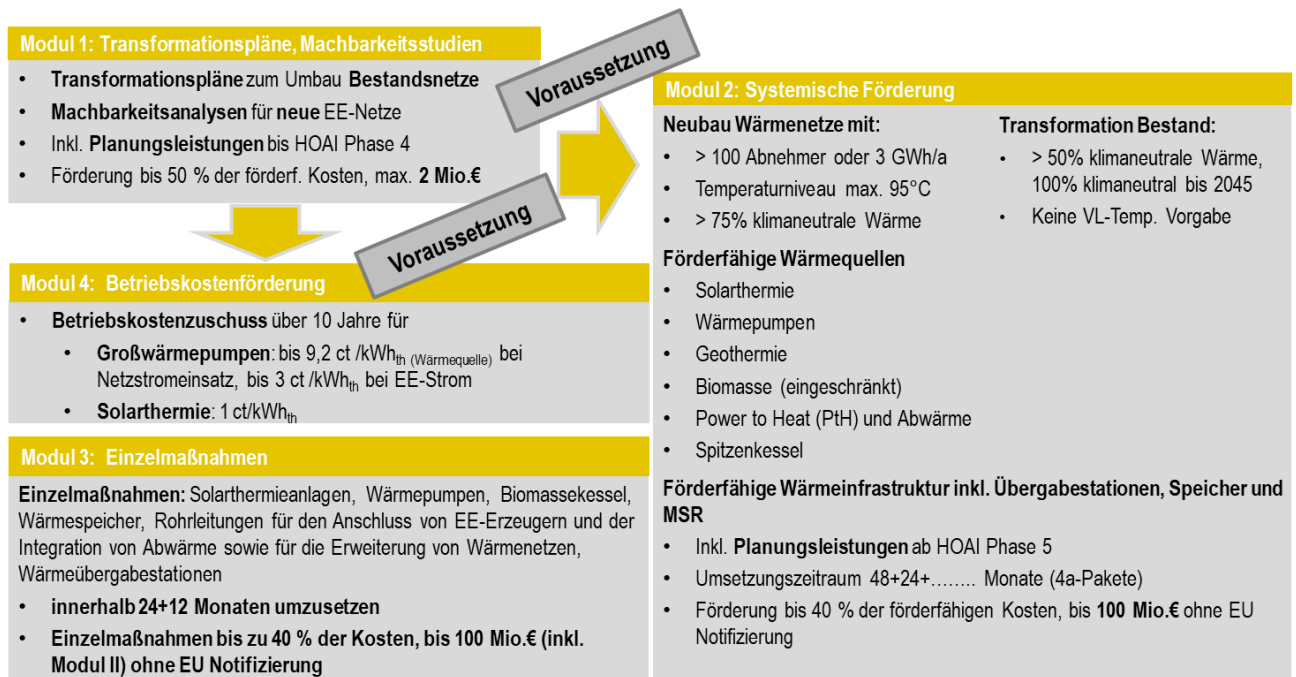 Modul 1: Transformationspläne, Machbarkeitsstudien
• Transformationspläne zum Umbau Bestandsnetze
• Machbarkeitsanalysen für neue EE-Netze
• Inkl. Planungsleistungen bis HOAI Phase 4
• Förderung bis 50 % der förderf. Kosten, max. 2 Mio.€
Voraussetzung
Voraussetzung
Modul 4: Betriebskostenförderung
• Betriebskostenzuschuss über 10 Jahre für
• Großwärmepumpen: bis 9,2 ct /kWhth (Wärmequelle) bei
Netzstromeinsatz, bis 3 ct /kWhth bei EE-Strom
• Solarthermie: 1 ct/kWhth
Modul 3: Einzelmaßnahmen
Einzelmaßnahmen: Solarthermieanlagen, Wärmepumpen, Biomassekessel,
Wärmespeicher, Rohrleitungen für den Anschluss von EE-Erzeugern und der
Integration von Abwärme sowie für die Erweiterung von Wärmenetzen,
Wärmeübergabestationen
• innerhalb 24+12 Monaten umzusetzen
• Einzelmaßnahmen bis zu 40 % der Kosten, bis 100 Mio.€ (inkl.
Modul II) ohne EU Notifizierung
Modul 2: Systemische Förderung
Neubau Wärmenetze mit:
• > 100 Abnehmer oder 3 GWh/a
• Temperaturniveau max. 95°C
• > 75% klimaneutrale Wärme
Transformation Bestand:
• > 50% klimaneutrale Wärme,
100% klimaneutral bis 2045
• Keine VL-Temp. Vorgabe
Förderfähige Wärmequellen
• Solarthermie
• Wärmepumpen
• Geothermie
• Biomasse (eingeschränkt)
• Power to Heat (PtH) und Abwärme
• Spitzenkessel
Förderfähige Wärmeinfrastruktur inkl. Übergabestationen, Speicher und
MSR
• Inkl. Planungsleistungen ab HOAI Phase 5
• Umsetzungszeitraum 48+24+........ Monate (4a-Pakete)
• Förderung bis 40 % der förderfähigen Kosten, bis 100 Mio.€ ohne EU
Notifizierung